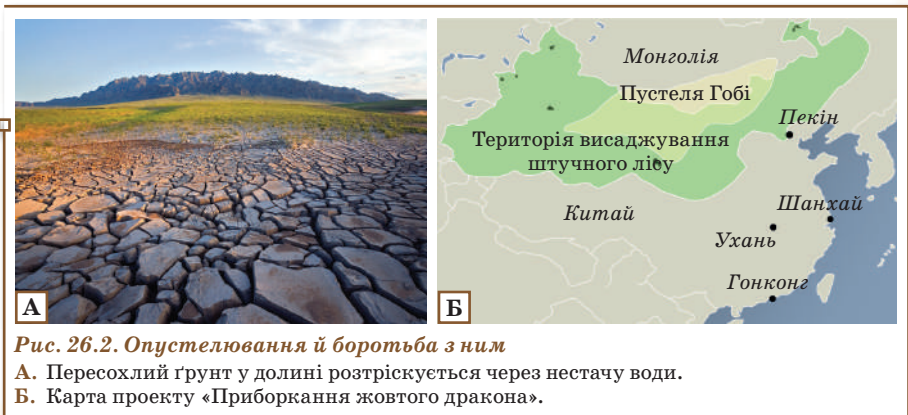 Монголія
Пустеля Гобі
Пекін
Територія висаджування
штучного лісу
Китай
Шанхай
Ухань
Гонконг
А
Б
Рис. 26.2. Опустелювання й боротьба з ним
А. Пересохлий ґрунт у долині розтріскується через нестачу води.
Б. Карта проекту «Приборкання жовтого дракона».